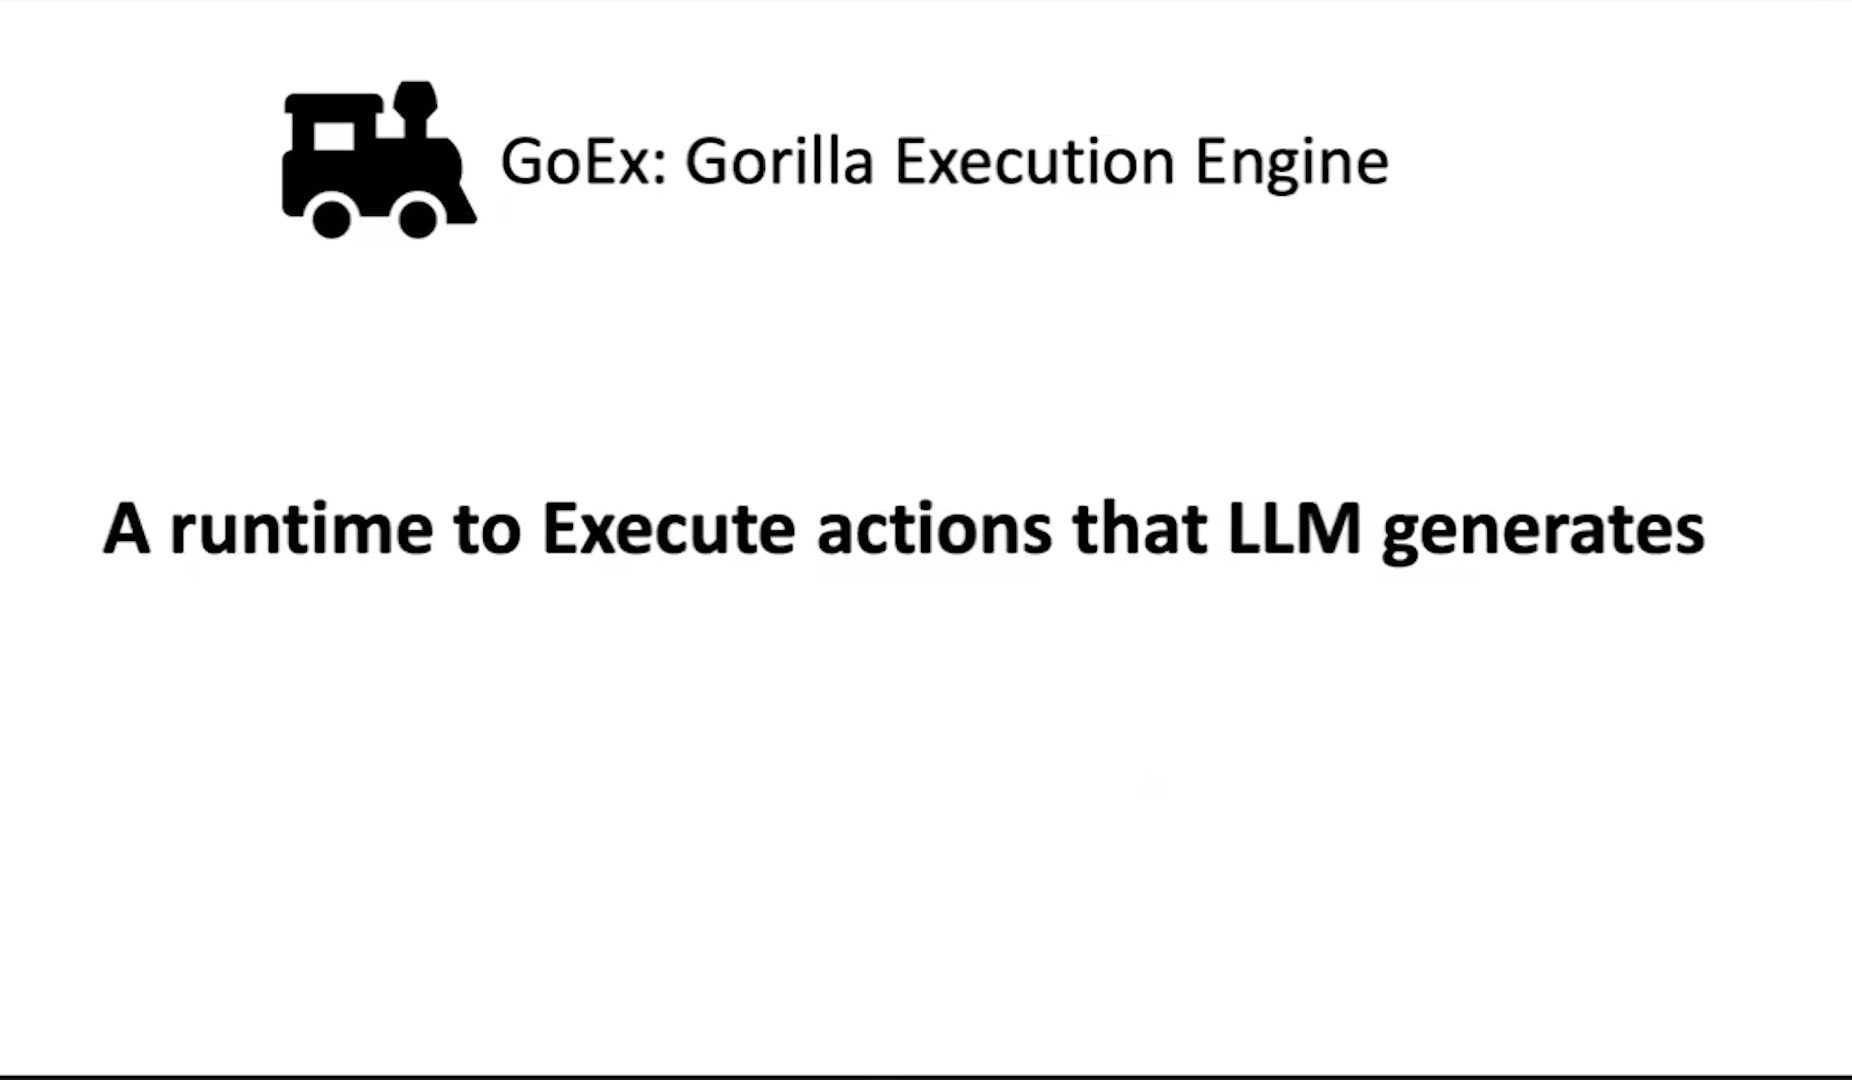 GoEx: Gorilla Execution Engine
A runtime to Execute actions that LLM generates